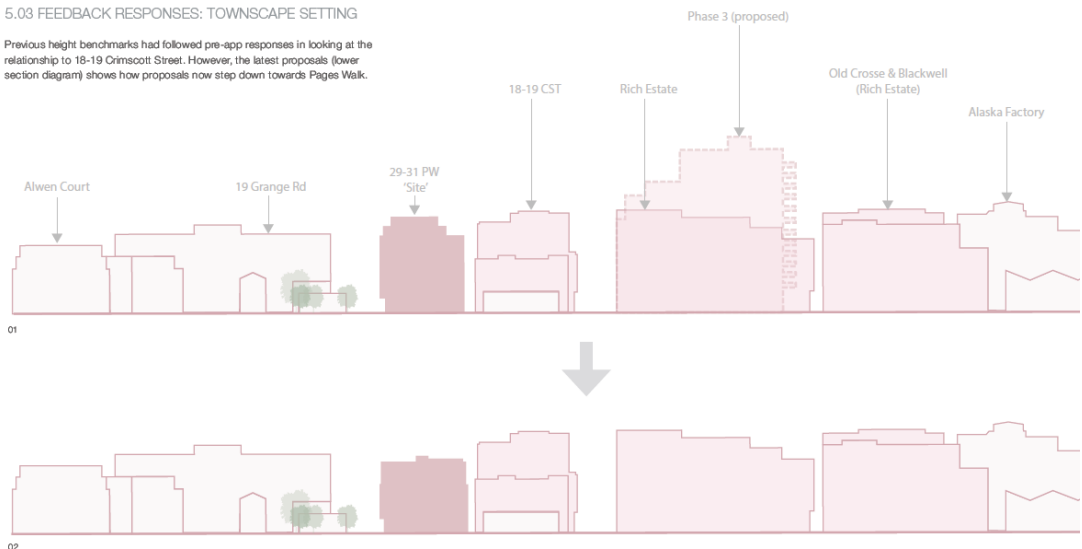 5.03 FEEDBACK RESPONSES: TOWNSCAPE SETTING
Previous height benchmarks had followed pre-app responses in looking at the
relationship to 18-19 Crimscott Street. However, the latest proposals (lower
section diagram) shows how proposals now step down towards Pages Walk.
Phase 3 (proposed)
18-19 CST
Rich Estate
Old Crosse & Blackwell
(Rich Estate)
Alaska Factory
Alwen Court
19 Grange Rd
29-31 PW
'Site'
01
02